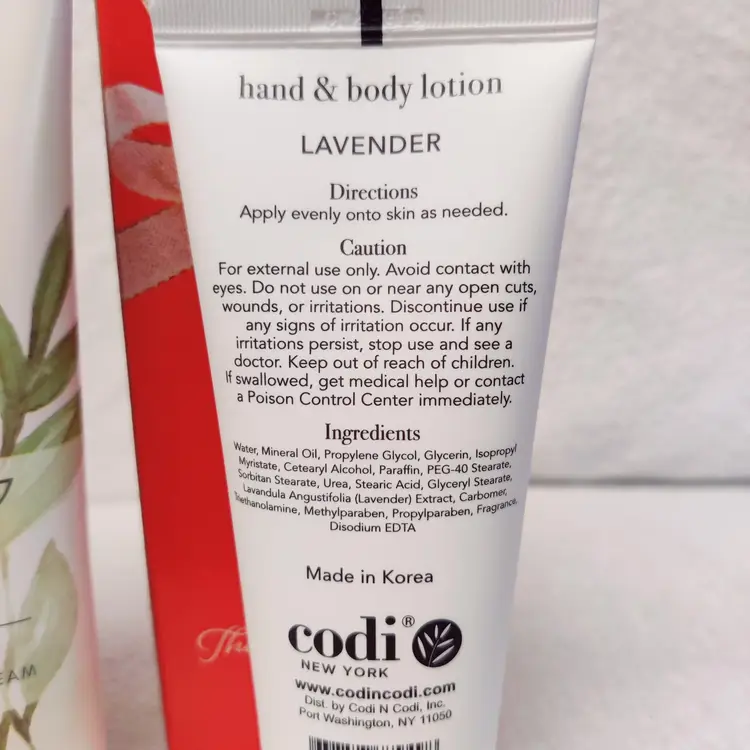 hand & body lotion
LAVENDER
Directions
Apply evenly onto skin as needed.
Caution
For external use only. Avoid contact with
eyes. Do not use on or near any open cuts,
wounds, or irritations. Discontinue use if
any signs of irritation occur. If any
irritations persist, stop use and see a
doctor. Keep out of reach of children.
If swallowed, get medical help or contact
a Poison Control Center immediately.
Ingredients
Water, Mineral Oil, Propylene Glycol, Glycerin, Isopropyl
Myristate, Cetearyl Alcohol, Paraffin, PEG-40 Stearate,
Sorbitan Stearate, Urea, Stearic Acid, Glyceryl Stearate,
Lavandula Angustifolia (Lavender) Extract, Carbomer,
Triethanolamine, Methylparaben, Propylparaben, Fragrance,
Disodium EDTA
Made in Korea
codi®
NEW YORK
www.codincodi.com
Dist. by Codi N Codi, Inc.
Port Washington, NY 11050